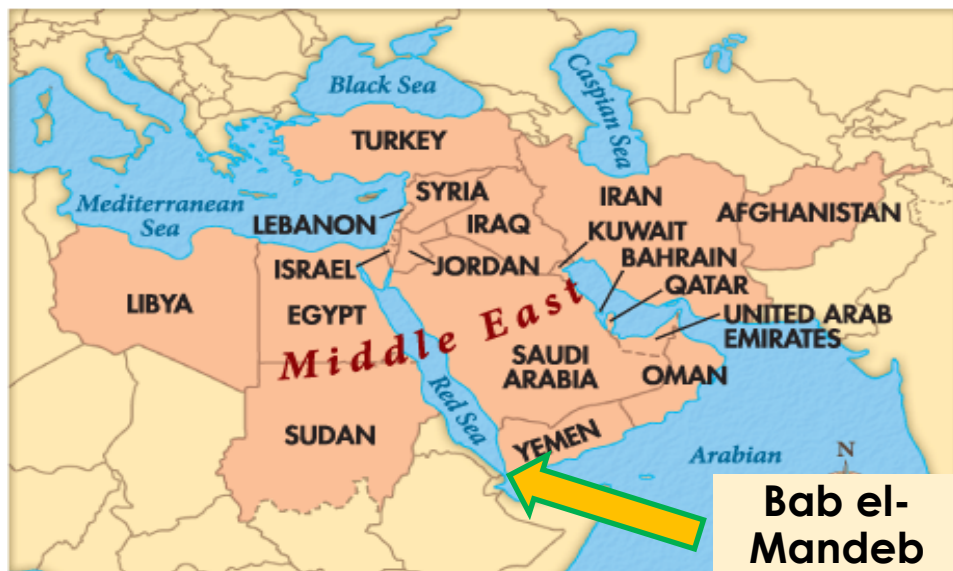 Black Sea
Caspian Sea
TURKEY
Mediterranean
Sea
SYRIA
LEBANON
IRAQ
IRAN
AFGHANISTAN
KUWAIT
BAHRAIN
QATAR
ISRAEL
JORDAN
LIBYA
EGYPT
UNITED ARAB
EMIRATES
Middle East
SAUDI
ARABIA
OMAN
Red Sea
SUDAN
YEMEN
Arabian
N
Bab el-
Mandeb